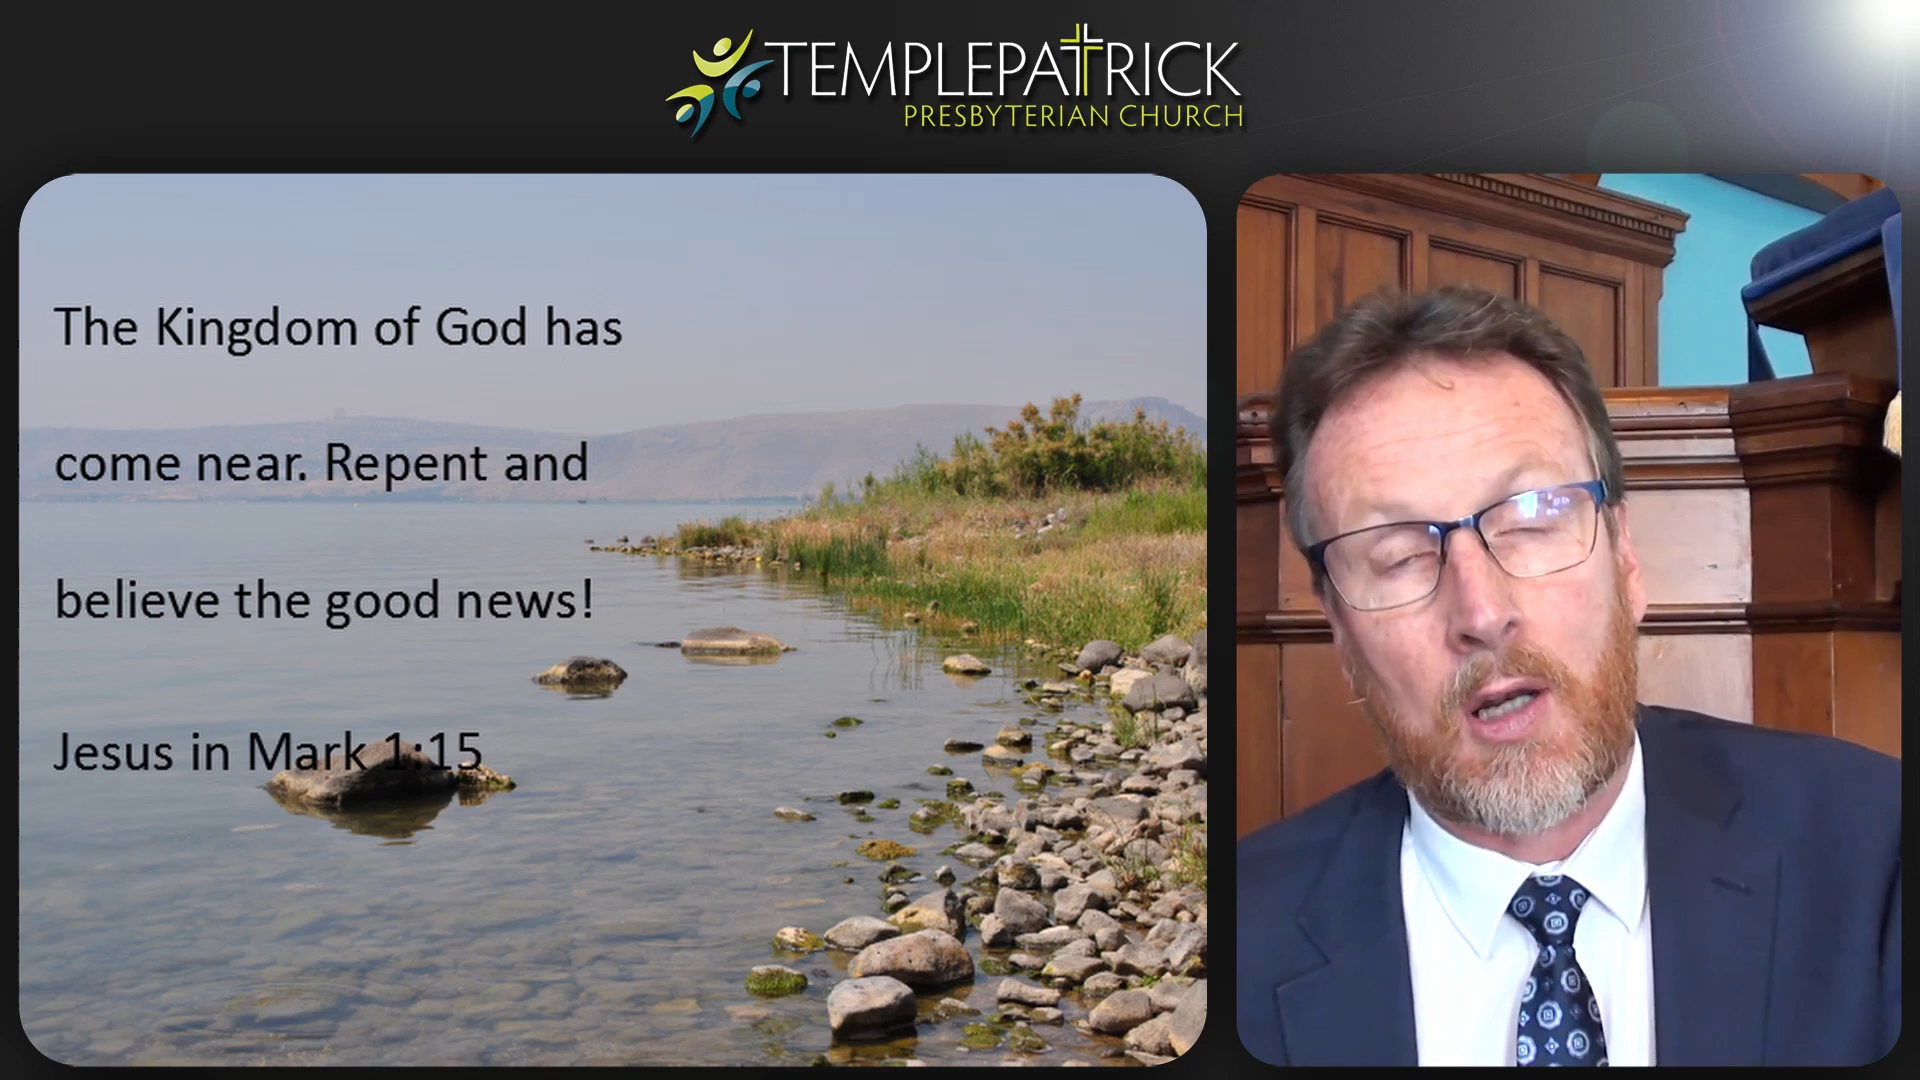 TEMPLEPATRICK
PRESBYTERIAN CHURCH
The Kingdom of God has
come near. Repent and
believe the good news!
Jesus in Mark 1:15